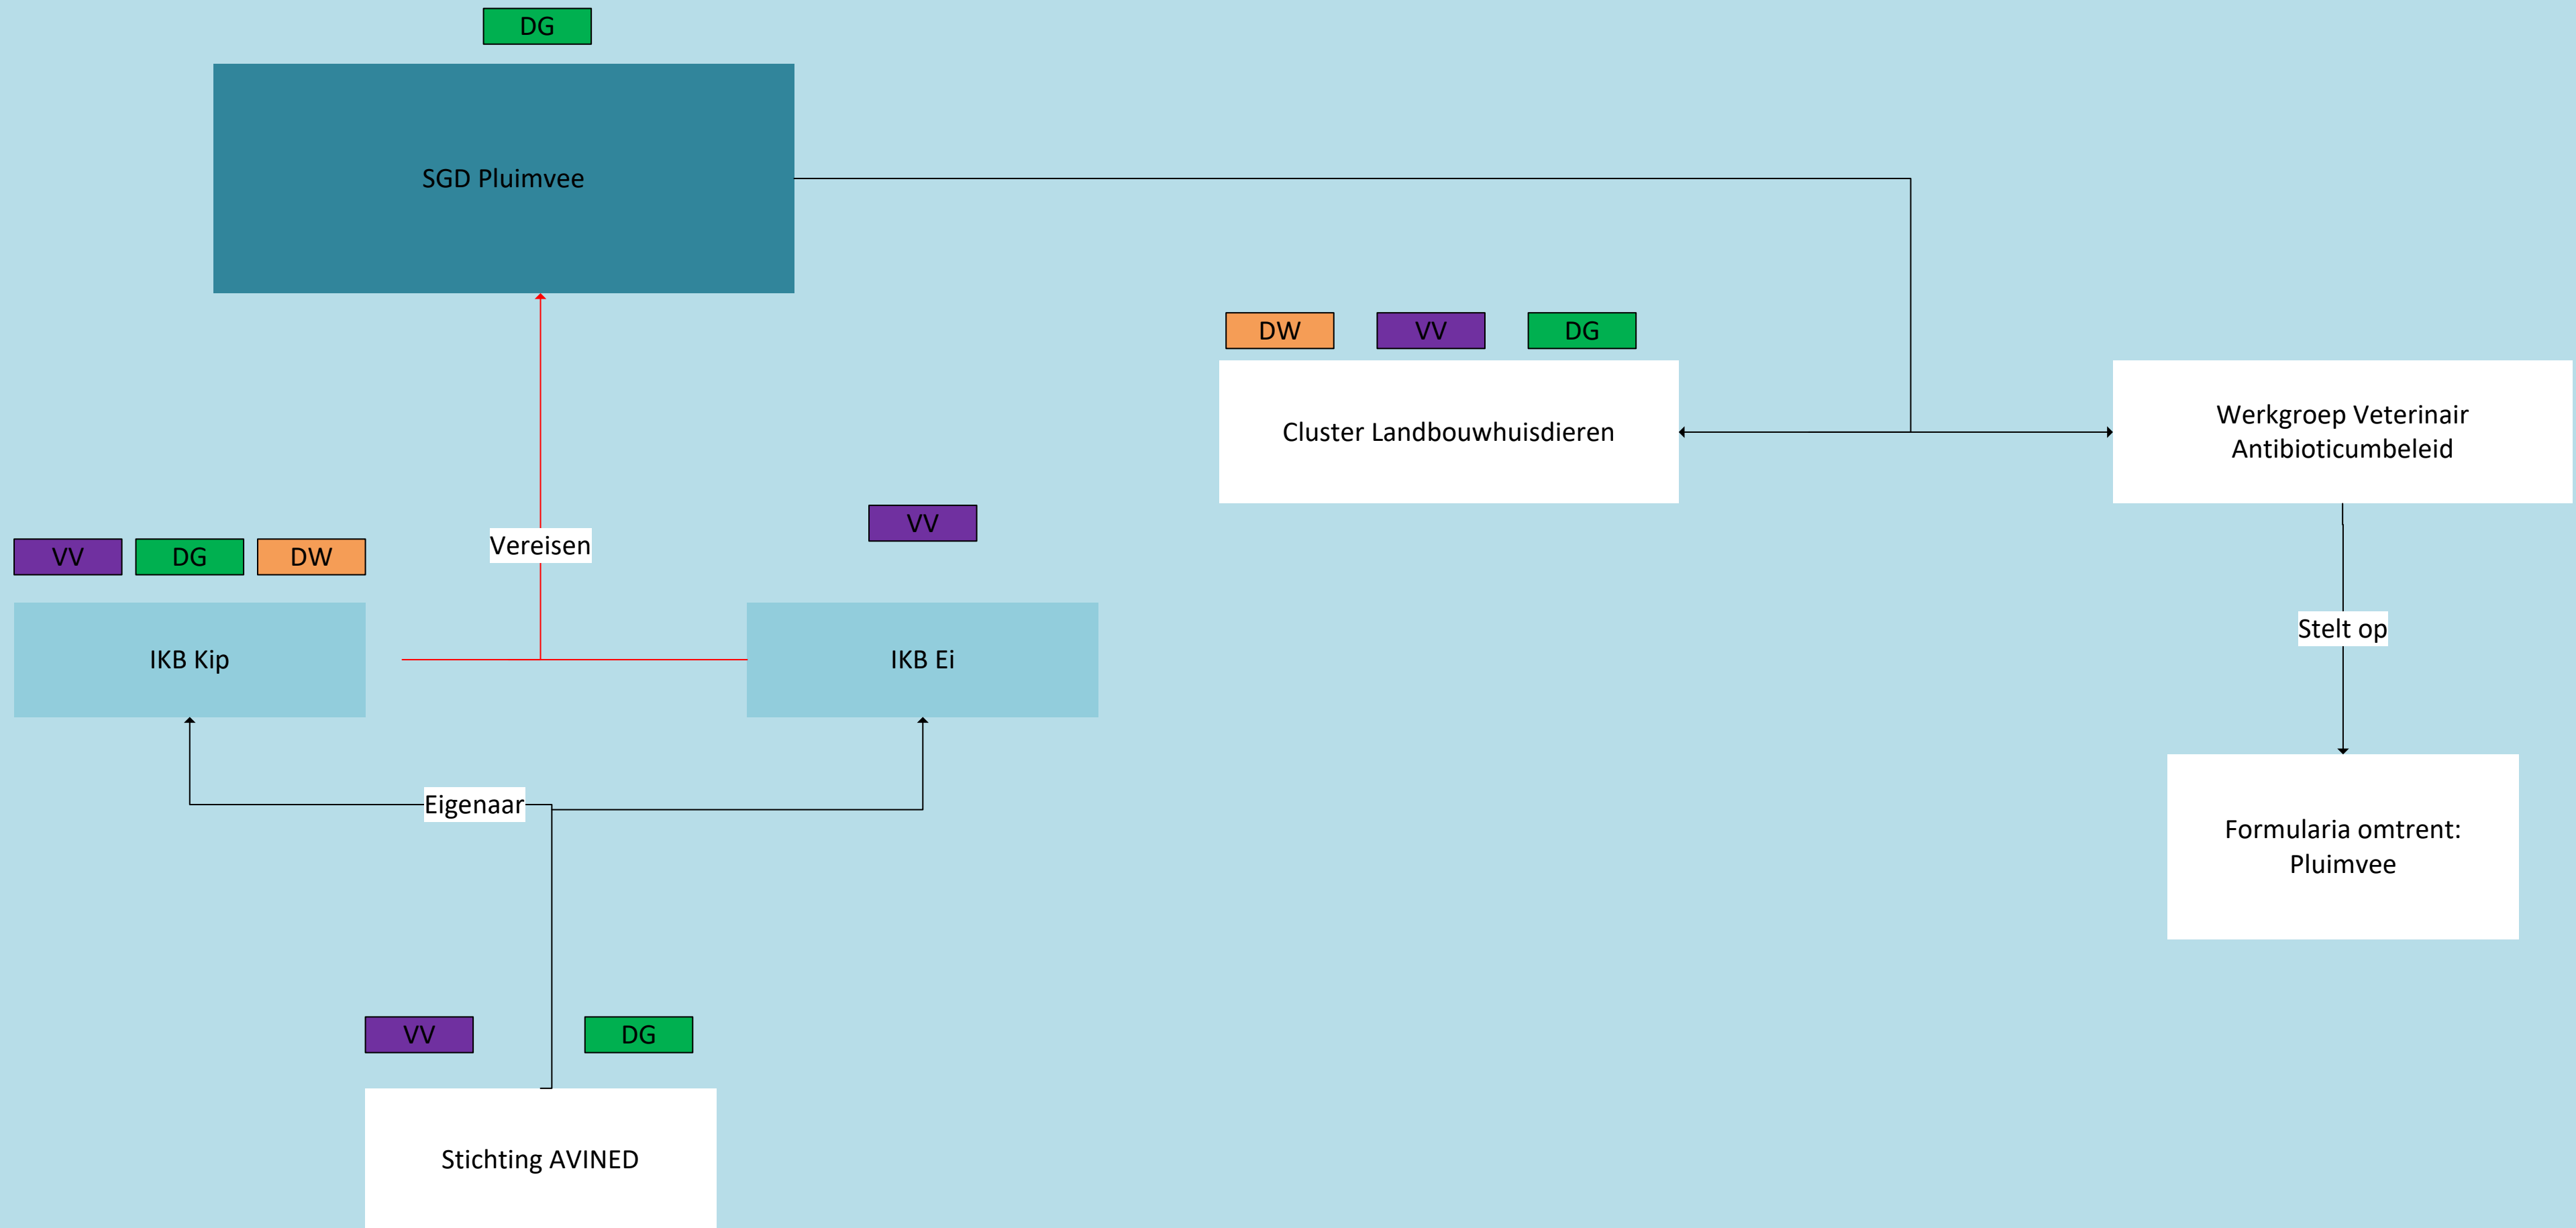 DG
SGD Pluimvee
DW
VV
DG
Cluster Landbouwhuisdieren
Werkgroep Veterinair
Antibioticumbeleid
Vereisen
VV
VV
DG
DW
IKB Kip
IKB Ei
Stelt op
Eigenaar
Formularia omtrent:
Pluimvee
VV
DG
Stichting AVINED